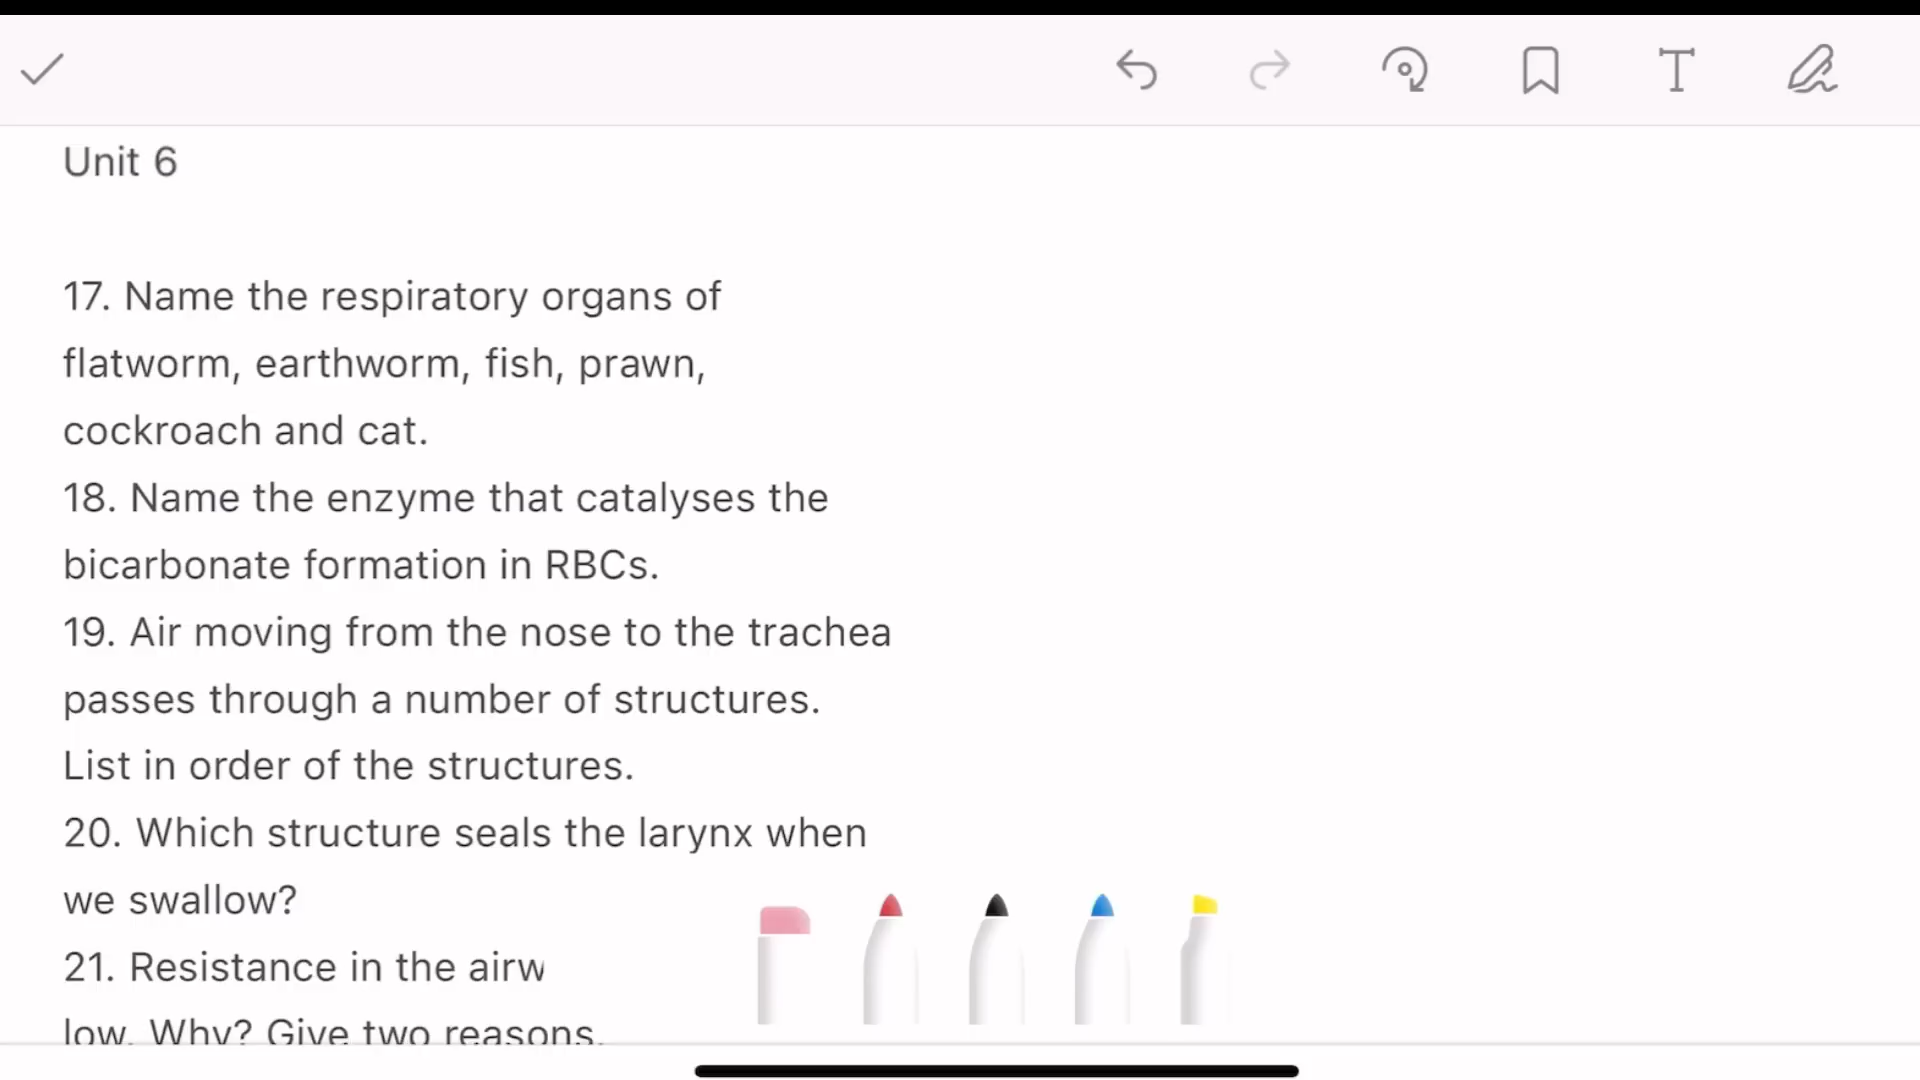 Unit 6
17. Name the respiratory organs of
flatworm, earthworm, fish, prawn,
cockroach and cat.
18. Name the enzyme that catalyses the
bicarbonate formation in RBCs.
19. Air moving from the nose to the trachea
passes through a number of structures.
List in order of the structures.
20. Which structure seals the larynx when
we swallow?
21. Resistance in the airw
low. Why? Give two reasons.